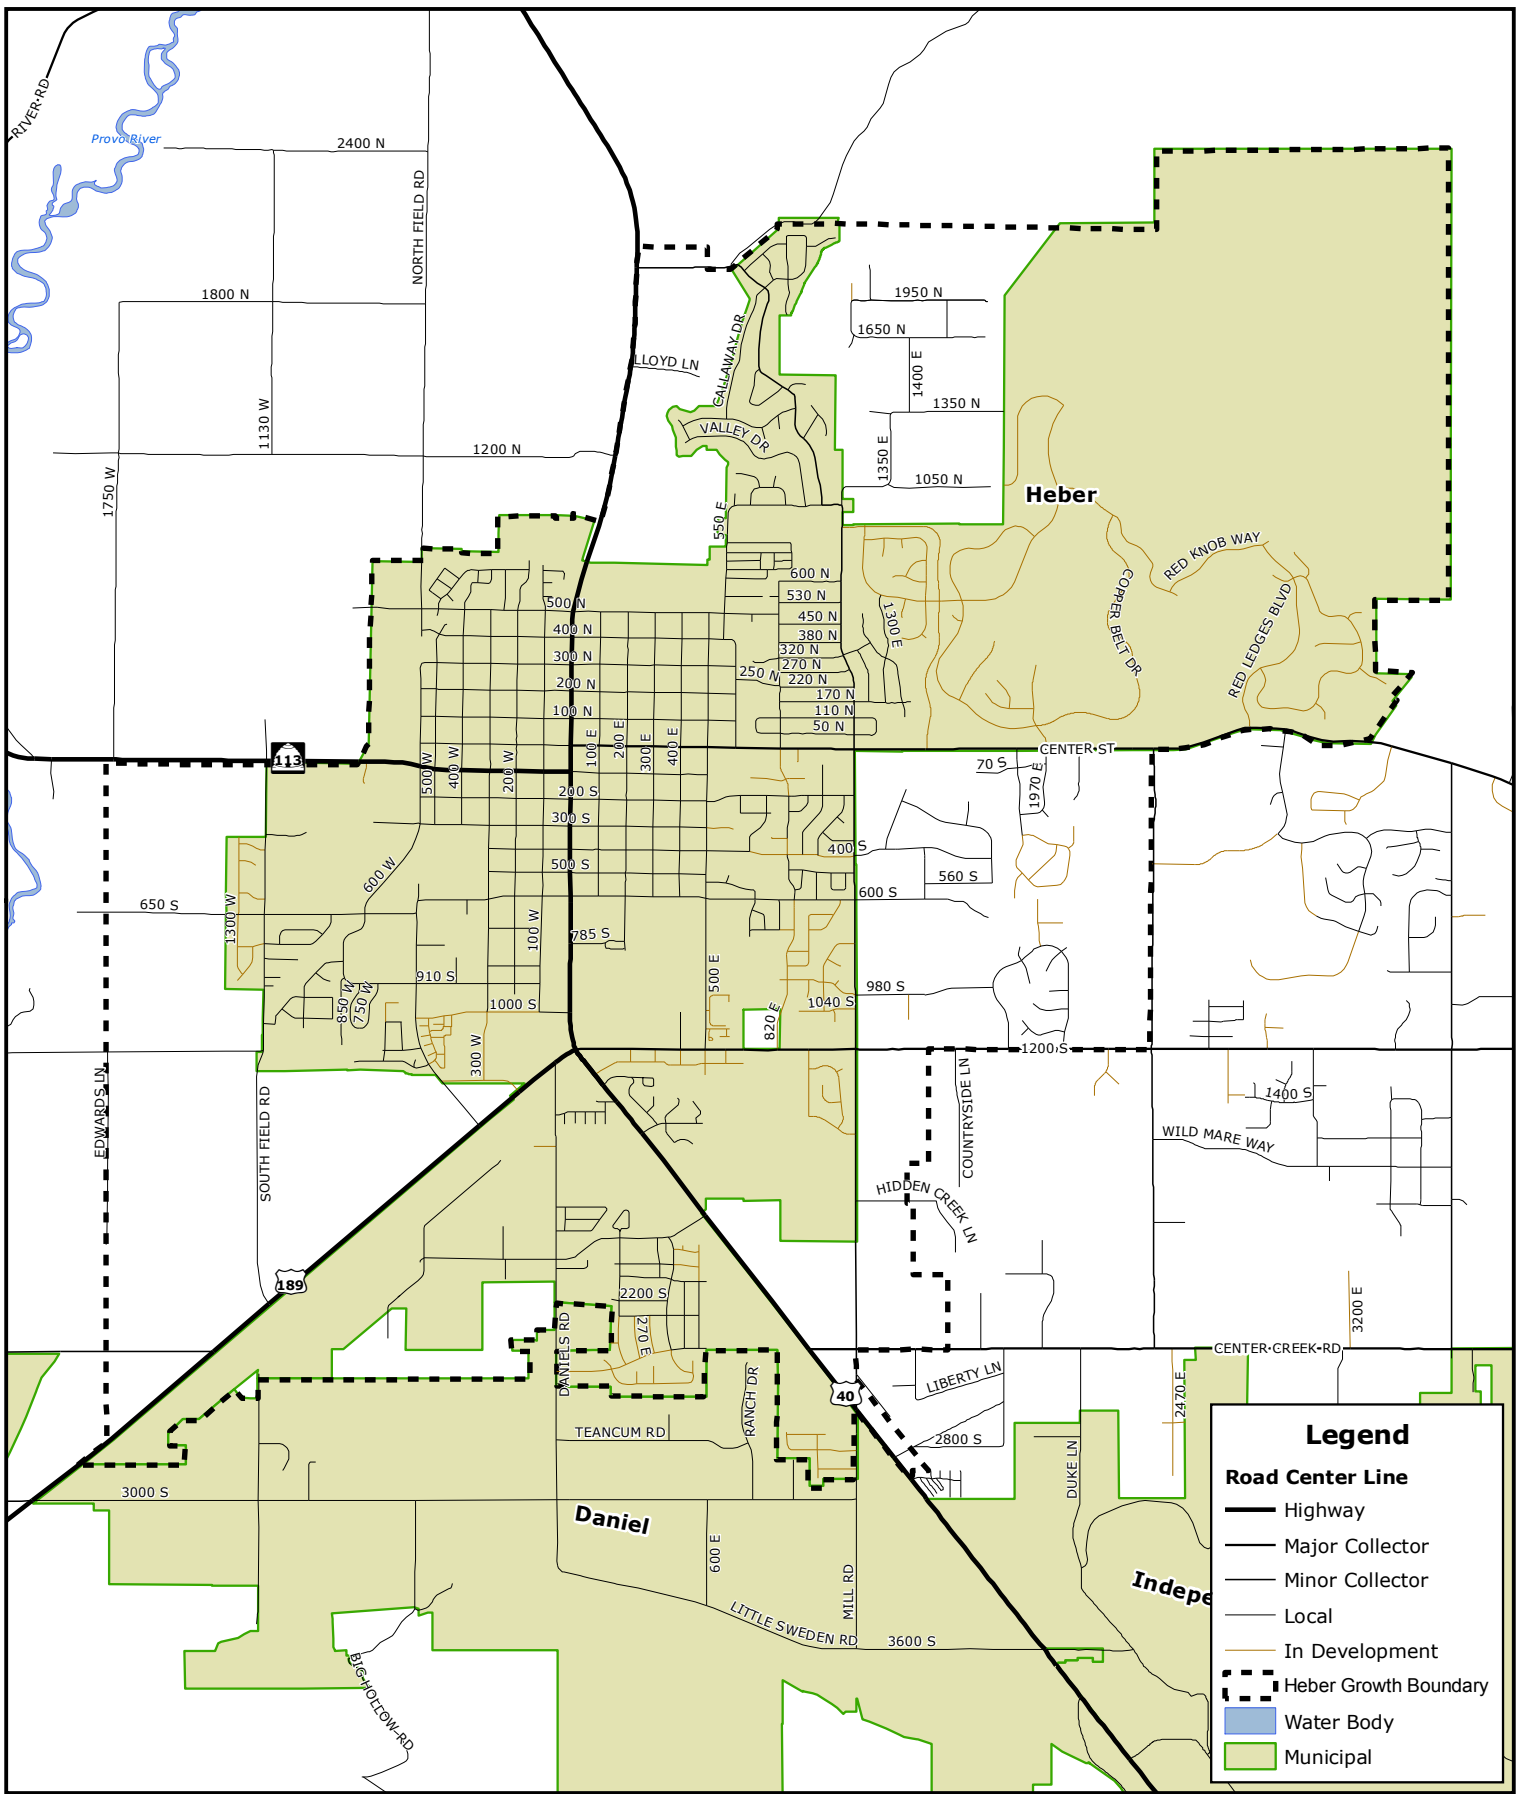 RIVER RD
Provo River
2400 N
NORTH FIELD RD
1800 N
1130 W
1200 N
1750 W
LLOYD LN
CALLAWAY DR
VALLEY DR
550 E
1950 N
1650 N
1400 E
1350 N
1350 E
1050 N
Heber
RED KNOB WAY
COPPER BELT DR
RED LEDGES BLVD
600 N
530 N
450 N
380 N
320 N
270 N
250 N
220 N
170 N
110 N
50 N
1300 E
500 N
400 N
300 N
200 N
100 N
100 E
200 E
300 E
400 E
500 W
400 W
200 W
113
CENTER ST
70 S
1970 E
200 S
300 S
400 S
500 S
560 S
600 S
600 W
650 S
1300 W
100 W
785 S
910 S
850 W
750 W
1000 S
500 E
820 E
1040 S
980 S
300 W
1200 S
EDWARDS LN
SOUTH FIELD RD
COUNTRYSIDE LN
1400 S
WILD MARE WAY
HIDDEN CREEK LN
189
2200 S
270 E
DANIELS RD
3200 E
CENTER CREEK RD
40
LIBERTY LN
2470 E
RANCH DR
TEANCUM RD
2800 S
DUKE LN
3000 S
Daniel
600 E
MILL RD
LITTLE SWEDEN RD
3600 S
BIG HOLLOW RD
Indepe
Legend
Road Center Line
Highway
Major Collector
Minor Collector
Local
In Development
Heber Growth Boundary
Water Body
Municipal